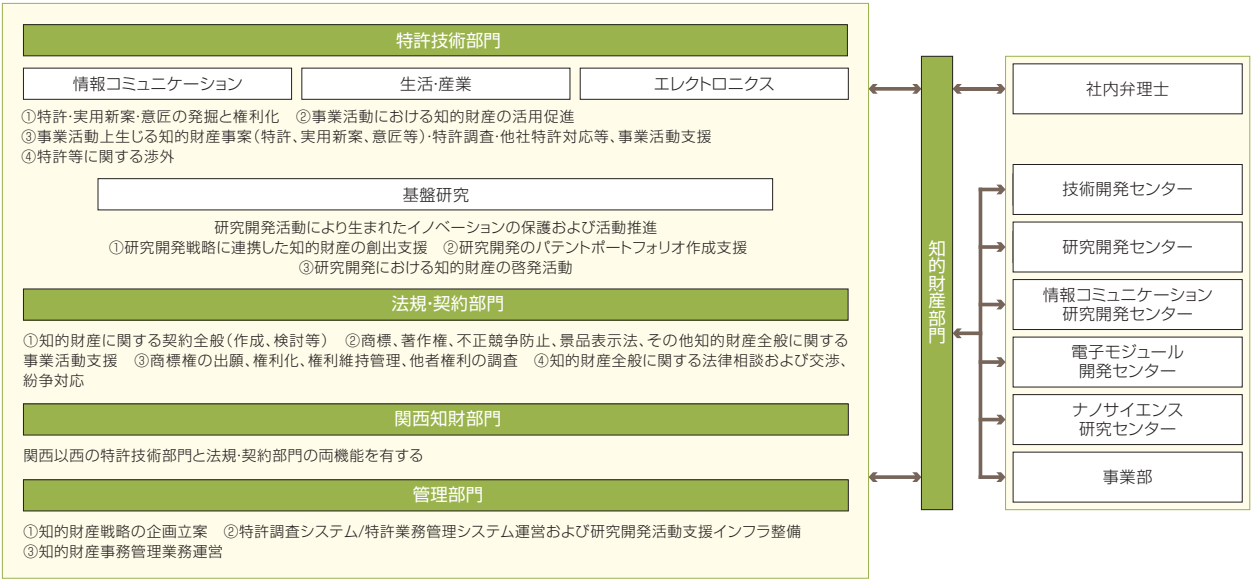 特許技術部門
情報コミュニケーション
生活・産業
エレクトロニクス
①特許・実用新案・意匠の発掘と権利化　②事業活動における知的財産の活用促進
③事業活動上生じる知的財産事案（特許、実用新案、意匠等）・特許調査・他社特許対応等、事業活動支援
④特許等に関する渉外
基盤研究
研究開発活動により生まれたイノベーションの保護および活動推進
①研究開発戦略に連携した知的財産の創出支援　②研究開発のパテントポートフォリオ作成支援
③研究開発における知的財産の啓発活動
法規・契約部門
①知的財産に関する契約全般（作成、検討等）　②商標、著作権、不正競争防止、景品表示法、その他知的財産全般に関する
事業活動支援　③商標権の出願、権利化、権利維持管理、他者権利の調査　④知的財産全般に関する法律相談および交渉、
紛争対応
関西知財部門
関西以西の特許技術部門と法規・契約部門の両機能を有する
管理部門
①知的財産戦略の企画立案　②特許調査システム/特許業務管理システム運営および研究開発活動支援インフラ整備
③知的財産事務管理業務運営
知的財産部門
社内弁理士
技術開発センター
研究開発センター
情報コミュニケーション
研究開発センター
電子モジュール
開発センター
ナノサイエンス
研究センター
事業部